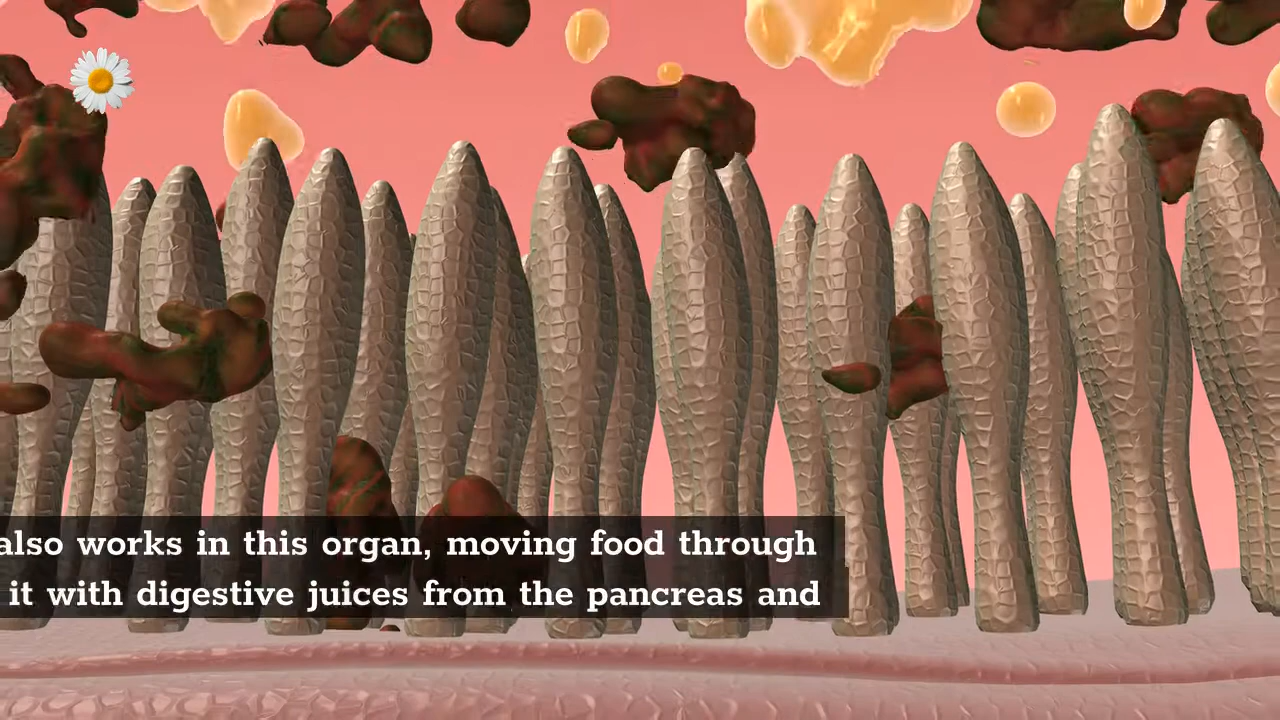 also works in this organ, moving food through
it with digestive juices from the pancreas and